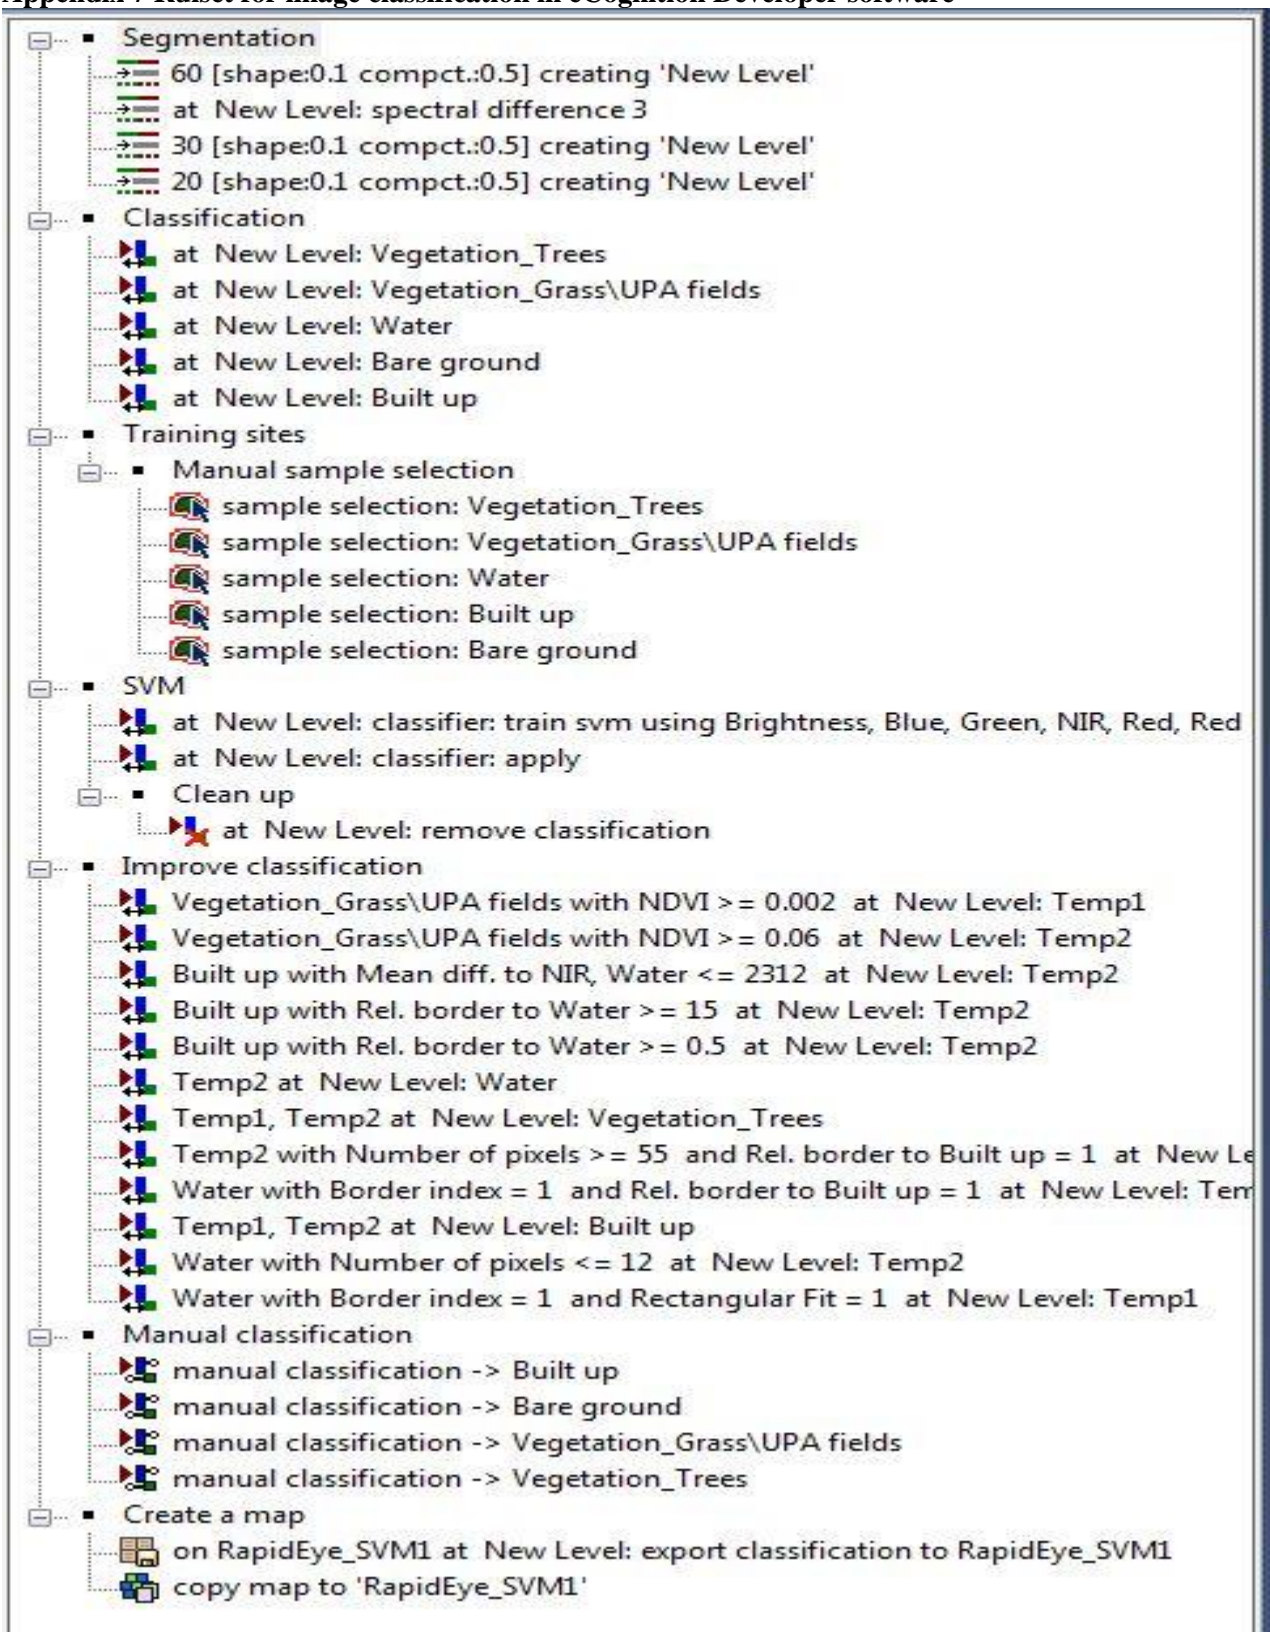 Appendix 7 Rulset for image classification in eCognition Developer software
Segmentation
60 [shape:0.1 compct.:0.5] creating 'New Level'
at New Level: spectral difference 3
30 [shape:0.1 compct.:0.5] creating 'New Level'
20 [shape:0.1 compct.:0.5] creating 'New Level'
Classification
at New Level: Vegetation_Trees
at New Level: Vegetation_Grass\UPA fields
at New Level: Water
at New Level: Bare ground
at New Level: Built up
Training sites
Manual sample selection
sample selection: Vegetation_Trees
sample selection: Vegetation_Grass\UPA fields
sample selection: Water
sample selection: Built up
sample selection: Bare ground
SVM
at New Level: classifier: train svm using Brightness, Blue, Green, NIR, Red, Red
at New Level: classifier: apply
Clean up
at New Level: remove classification
Improve classification
Vegetation_Grass\UPA fields with NDVI >= 0.002 at New Level: Temp1
Vegetation_Grass\UPA fields with NDVI >= 0.06 at New Level: Temp2
Built up with Mean diff. to NIR, Water <= 2312 at New Level: Temp2
Built up with Rel. border to Water >= 15 at New Level: Temp2
Built up with Rel. border to Water >= 0.5 at New Level: Temp2
Temp2 at New Level: Water
Temp1, Temp2 at New Level: Vegetation_Trees
Temp2 with Number of pixels >= 55 and Rel. border to Built up = 1 at New Le
Water with Border index = 1 and Rel. border to Built up = 1 at New Level: Tem
Temp1, Temp2 at New Level: Built up
Water with Number of pixels <= 12 at New Level: Temp2
Water with Border index = 1 and Rectangular Fit = 1 at New Level: Temp1
Manual classification
manual classification -> Built up
manual classification -> Bare ground
manual classification -> Vegetation_Grass\UPA fields
manual classification -> Vegetation_Trees
Create a map
on RapidEye_SVM1 at New Level: export classification to RapidEye_SVM1
copy map to 'RapidEye_SVM1'